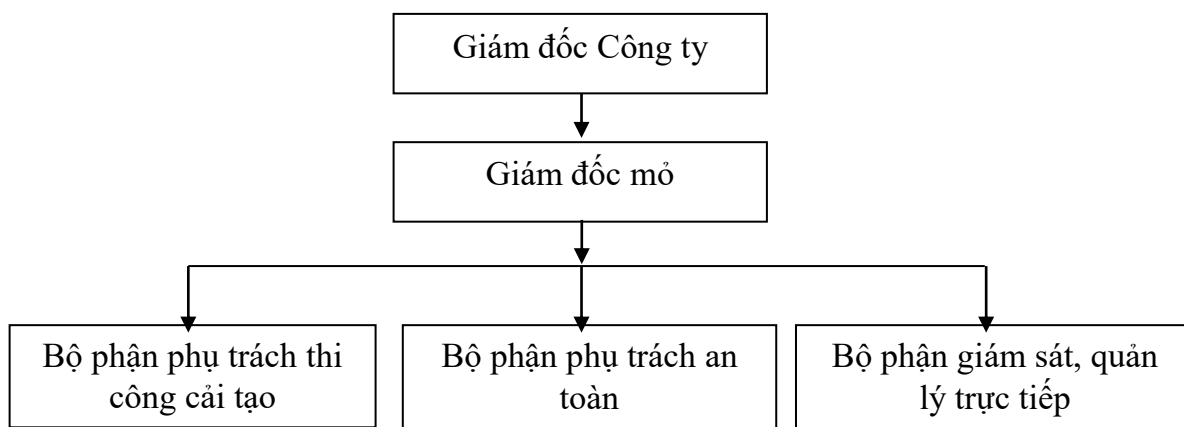 Giám đốc Công ty
Giám đốc mỏ
Bộ phận phụ trách thi
công cải tạo
Bộ phận phụ trách an
toàn
Bộ phận giám sát, quản
lý trực tiếp